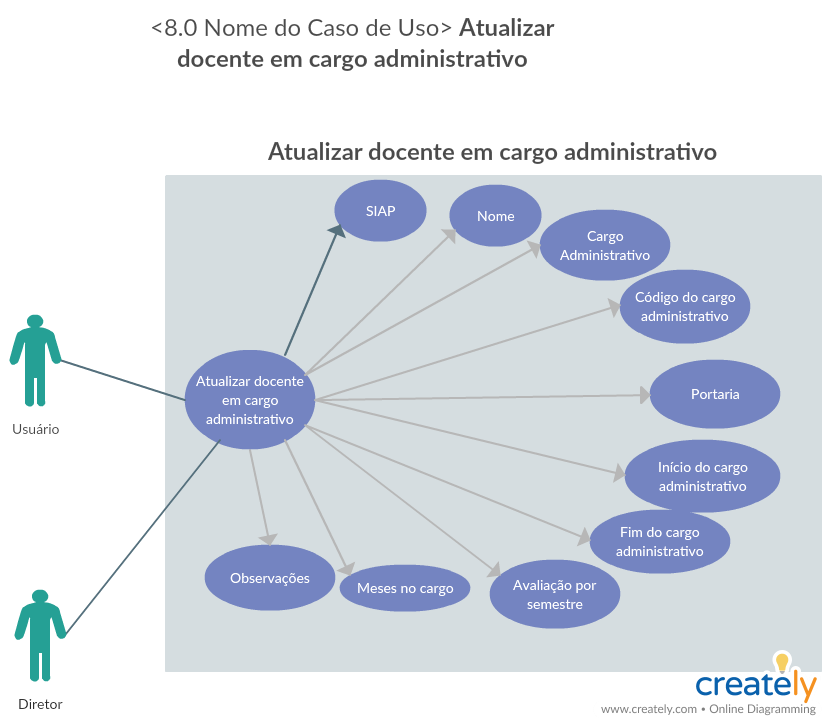 <8.0 Nome do Caso de Uso> Atualizar
docente em cargo administrativo
Atualizar docente em cargo administrativo
SIAP
Nome
Cargo
Administrativo
Código do cargo
administrativo
Atualizar docente
em cargo
administrativo
Portaria
Usuário
Início do cargo
administrativo
Fim do cargo
administrativo
Observações
Meses no cargo
Avaliação por
semestre
Diretor
creately
www.creately.com • Online Diagramming